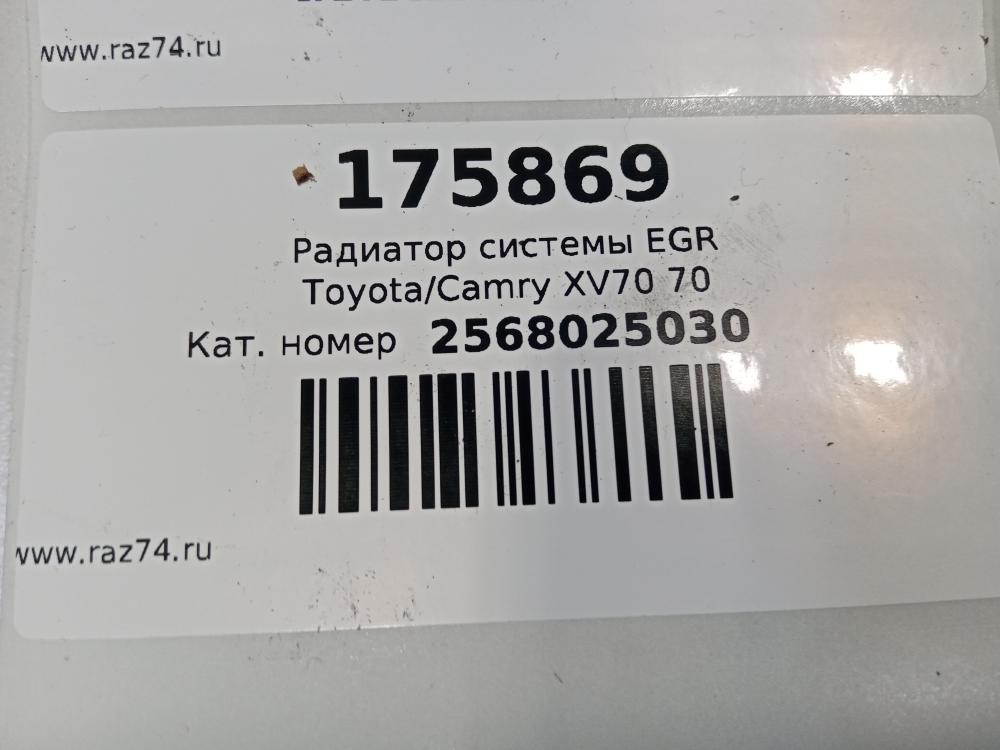 www.raz74.ru
175869
Радиатор системы EGR
Toyota/Camry XV70 70
Кат. номер 2568025030
www.raz74.ru